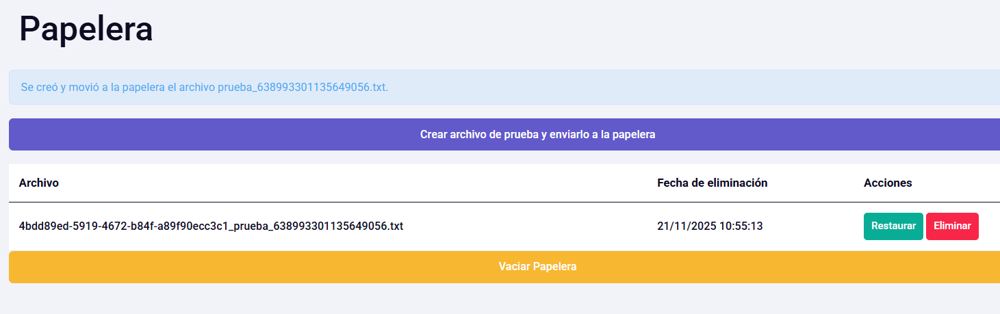 Papelera
Se creó y movió a la papelera el archivo prueba_638993301135649056.txt.
Crear archivo de prueba y enviarlo a la papelera
Archivo Fecha de eliminación Acciones
4bdd89ed-5919-4672-b84f-a89f90ecc3c1_prueba_638993301135649056.txt 21/11/2025 10:55:13 Restaurar Eliminar
Vaciar Papelera